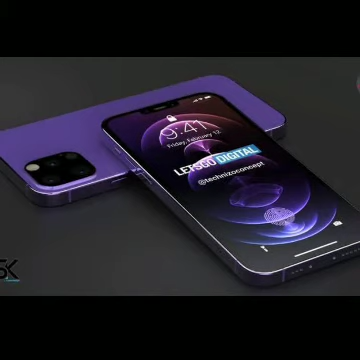 9:41
Friday, February 12
LETSGO DIGITAL
@technizoconcept
5K